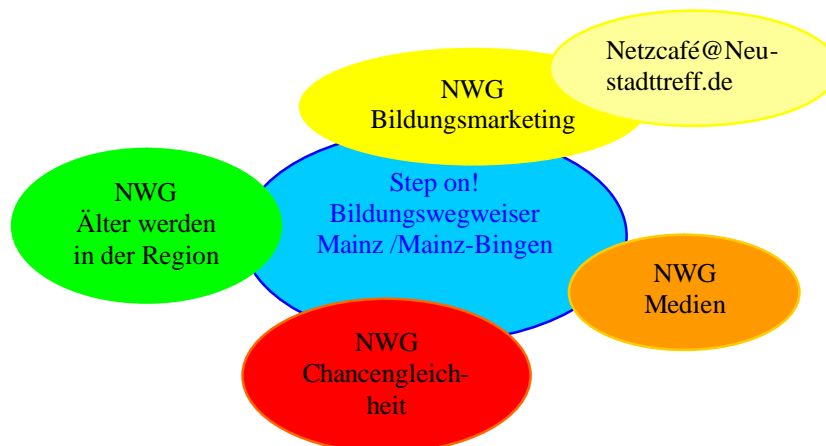 Netzcafé@Neu-
stadttreff.de
NWG
Bildungsmarketing
Step on!
Bildungswegweiser
Mainz /Mainz-Bingen
NWG
Älter werden
in der Region
NWG
Medien
NWG
Chancengleich-
heit